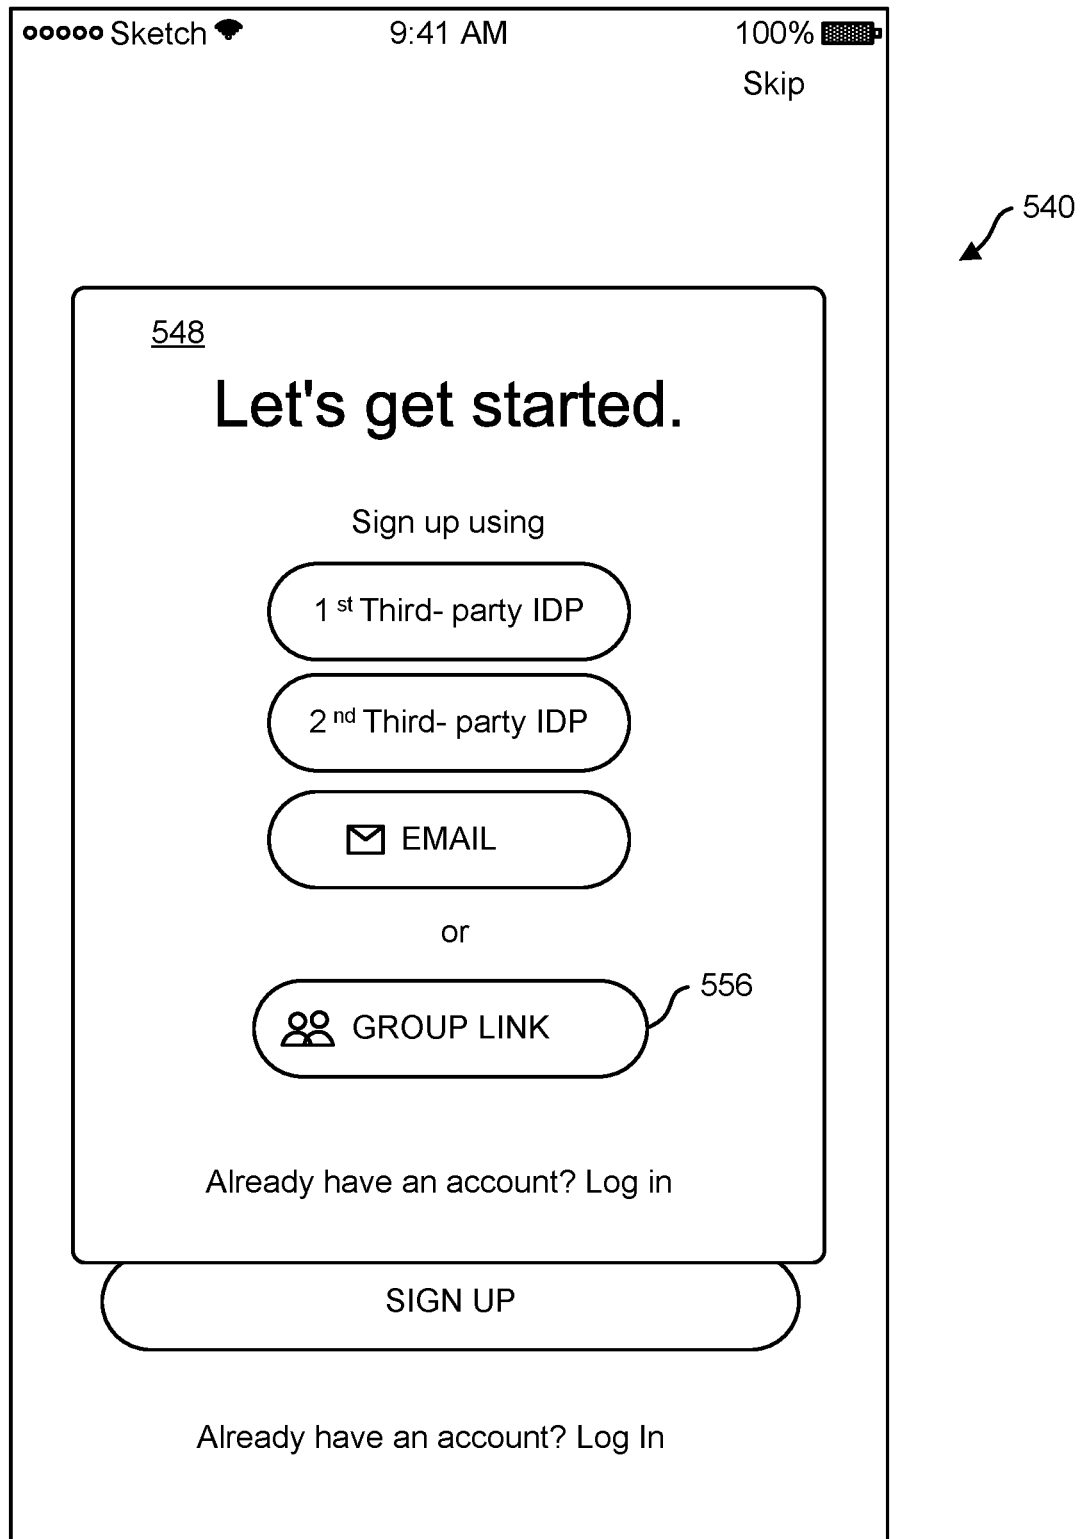 Sketch 9:41 AM 100%
Skip
540
548
Let's get started.
Sign up using
1 st Third- party IDP
2 nd Third- party IDP
EMAIL
or
556
GROUP LINK
Already have an account? Log in
SIGN UP
Already have an account? Log In